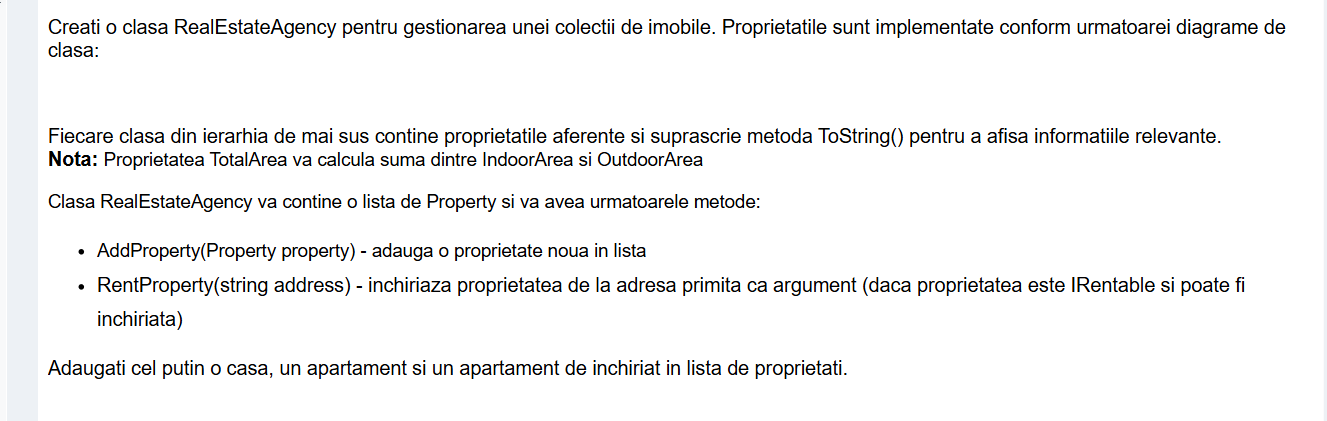 Creati o clasa RealEstateAgency pentru gestionarea unei colectii de imobile. Proprietatile sunt implementate conform urmatoarei diagrame de
clasa:
Fiecare clasa din ierarhia de mai sus contine proprietatile aferente si suprascrie metoda ToString() pentru a afisa informatiile relevante.
Nota: Proprietatea TotalArea va calcula suma dintre IndoorArea si OutdoorArea
Clasa RealEstateAgency va contine o lista de Property si va avea urmatoarele metode:
• AddProperty(Property property) - adauga o proprietate noua in lista
• RentProperty(string address) - inchiriaza proprietatea de la adresa primita ca argument (daca proprietatea este IRentable si poate fi
inchiriata)
Adaugati cel putin o casa, un apartament si un apartament de inchiriat in lista de proprietati.